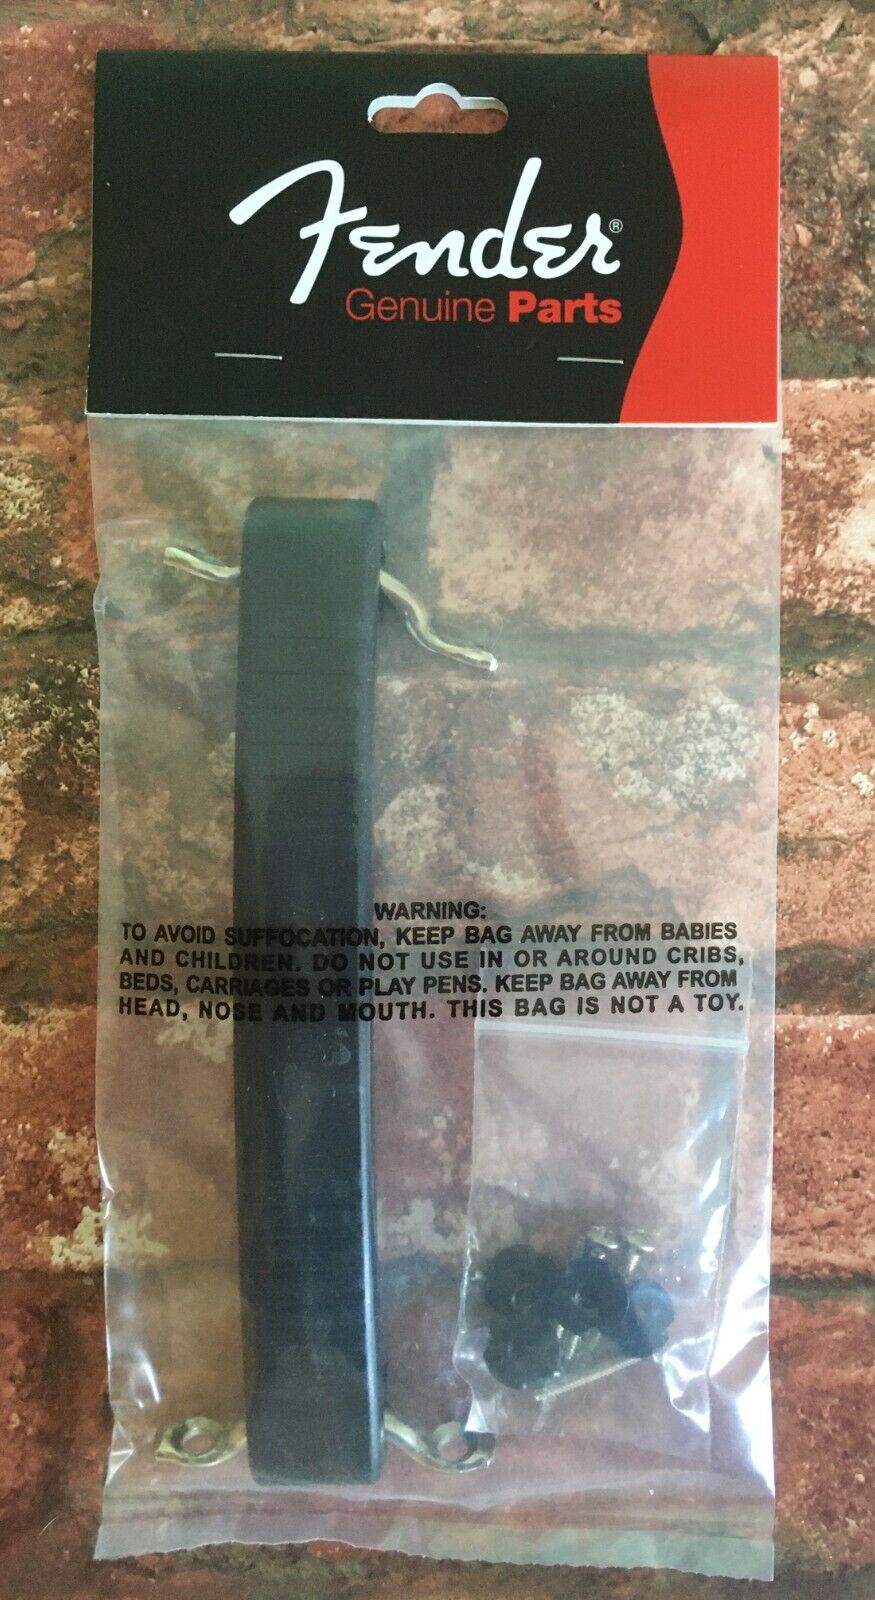 Fender®
Genuine Parts
WARNING:
TO AVOID SUFFOCATION, KEEP BAG AWAY FROM BABIES
AND CHILDREN. DO NOT USE IN OR AROUND CRIBS,
BEDS, CARRIAGES OR PLAY PENS. KEEP BAG AWAY FROM
HEAD, NOSE AND MOUTH. THIS BAG IS NOT A TOY.